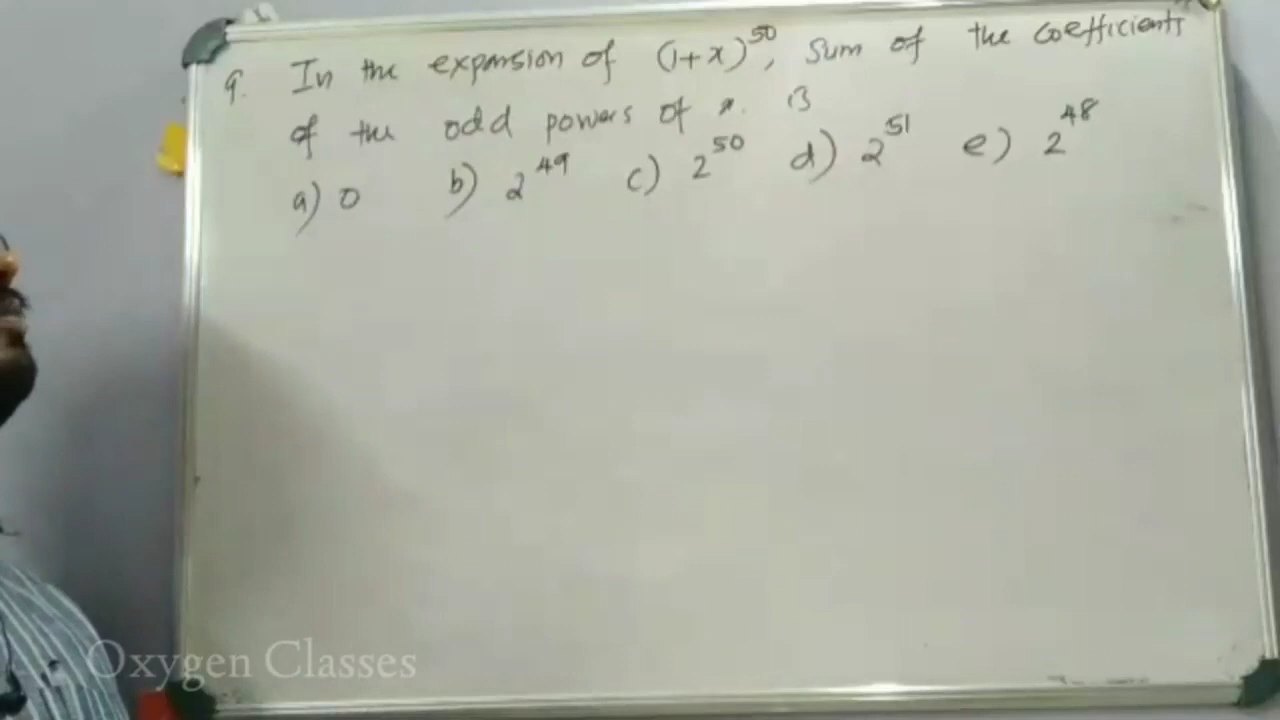 9. In the expansion of (1+x)^50, Sum of the Coefficients
of the odd powers of x. is
a) 0 b) 2^49 c) 2^50 d) 2^51 e) 2^48
Oxygen Classes